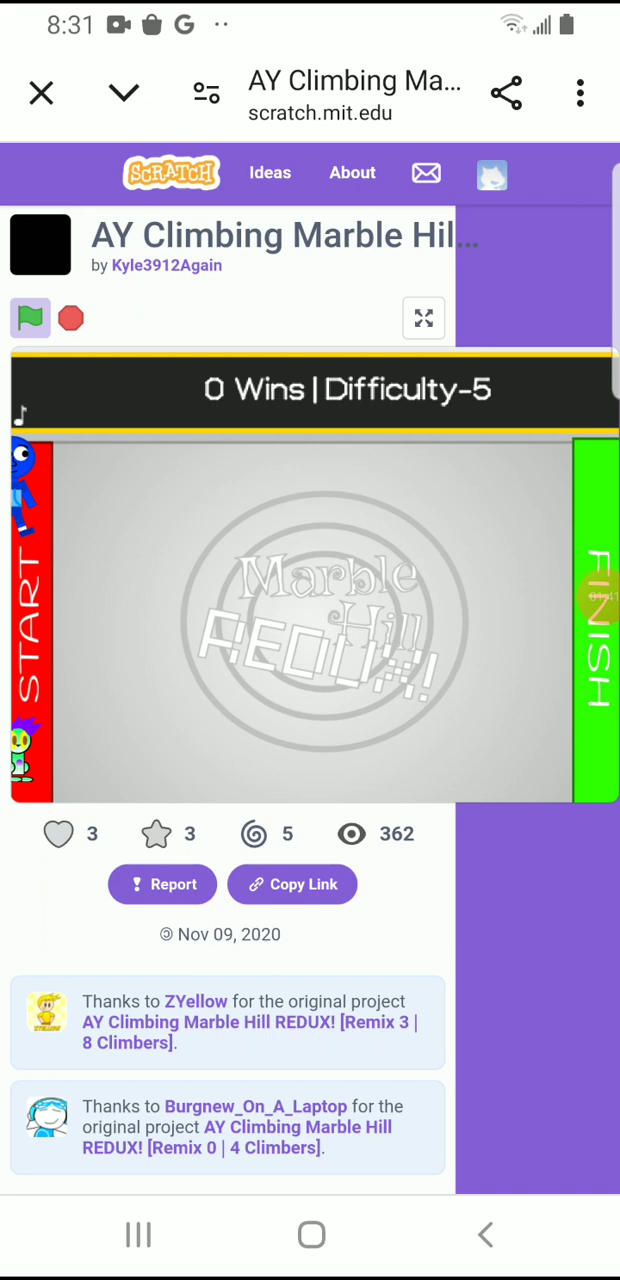 8:31
AY Climbing Ma...
scratch.mit.edu
SCRATCH
Ideas
About
AY Climbing Marble Hil...
by Kyle3912Again
0 Wins | Difficulty-5
START
Marble
Hill
REDUX!
FINISH
01:41
3
3
5
362
Report
Copy Link
Nov 09, 2020
Thanks to ZYellow for the original project
AY Climbing Marble Hill REDUX! [Remix 3 |
8 Climbers].
Thanks to Burgnew_On_A_Laptop for the
original project AY Climbing Marble Hill
REDUX! [Remix 0 | 4 Climbers].